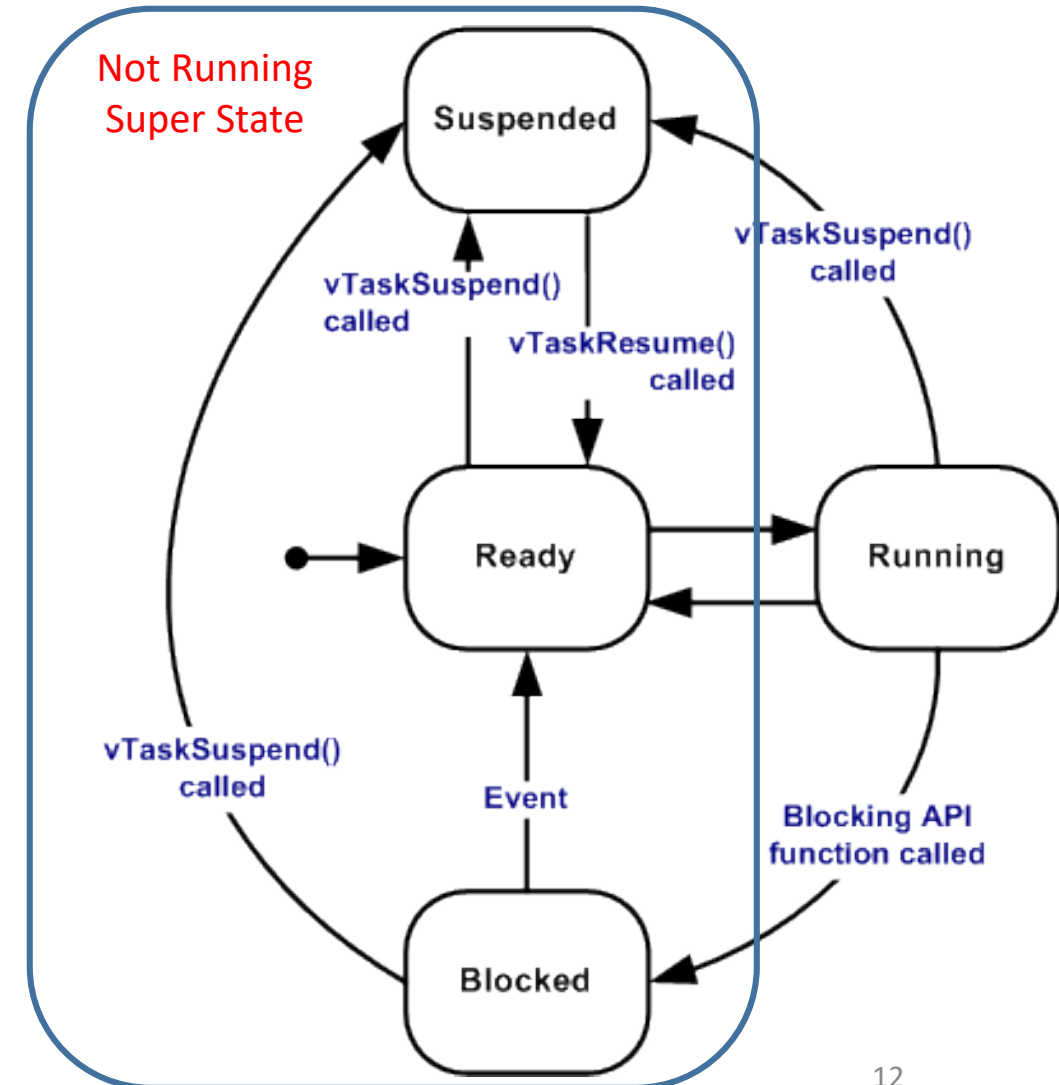 Not Running
Super State
Suspended
vTaskSuspend()
called
vTaskSuspend()
called
vTaskResume()
called
Ready
Running
vTaskSuspend()
called
Event
Blocking API
function called
Blocked
12